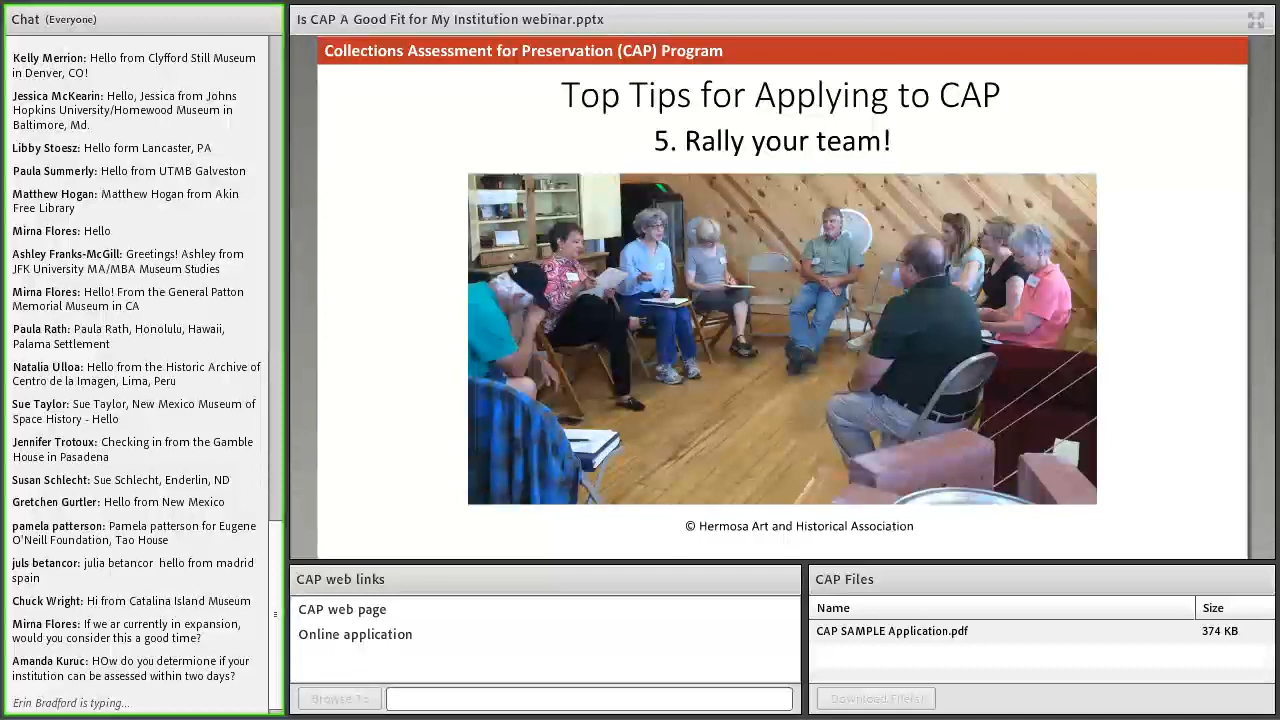 Chat (Everyone)
Kelly Merrion: Hello from Clyfford Still Museum
in Denver, CO!
Jessica McKearin: Hello, Jessica from Johns
Hopkins University/Homewood Museum in
Baltimore, Md.
Libby Stoesz: Hello form Lancaster, PA
Paula Summerly: Hello from UTMB Galveston
Matthew Hogan: Matthew Hogan from Akin
Free Library
Mirna Flores: Hello
Ashley Franks-McGill: Greetings! Ashley from
JFK University MA/MBA Museum Studies
Mirna Flores: Hello! From the General Patton
Memorial Museum in CA
Paula Rath: Paula Rath, Honolulu, Hawaii,
Palama Settlement
Natalia Ulloa: Hello from the Historic Archive of
Centro de la Imagen, Lima, Peru
Sue Taylor: Sue Taylor, New Mexico Museum of
Space History - Hello
Jennifer Trotoux: Checking in from the Gamble
House in Pasadena
Susan Schlecht: Sue Schlecht, Enderlin, ND
Gretchen Gurtler: Hello from New Mexico
pamela patterson: Pamela patterson for Eugene
O'Neill Foundation, Tao House
juls betancor: julia betancor hello from madrid
spain
Chuck Wright: Hi from Catalina Island Museum
Mirna Flores: If we ar currently in expansion,
would you consider this a good time?
Amanda Kuruc: HOw do you determine if your
institution can be assessed within two days?
Erin Bradford is typing...
Is CAP A Good Fit for My Institution webinar.pptx
Collections Assessment for Preservation (CAP) Program
Top Tips for Applying to CAP
5. Rally your team!
© Hermosa Art and Historical Association
CAP web links
CAP web page
Online application
Browse To
CAP Files
Name Size
CAP SAMPLE Application.pdf 374 KB
Download File(s)